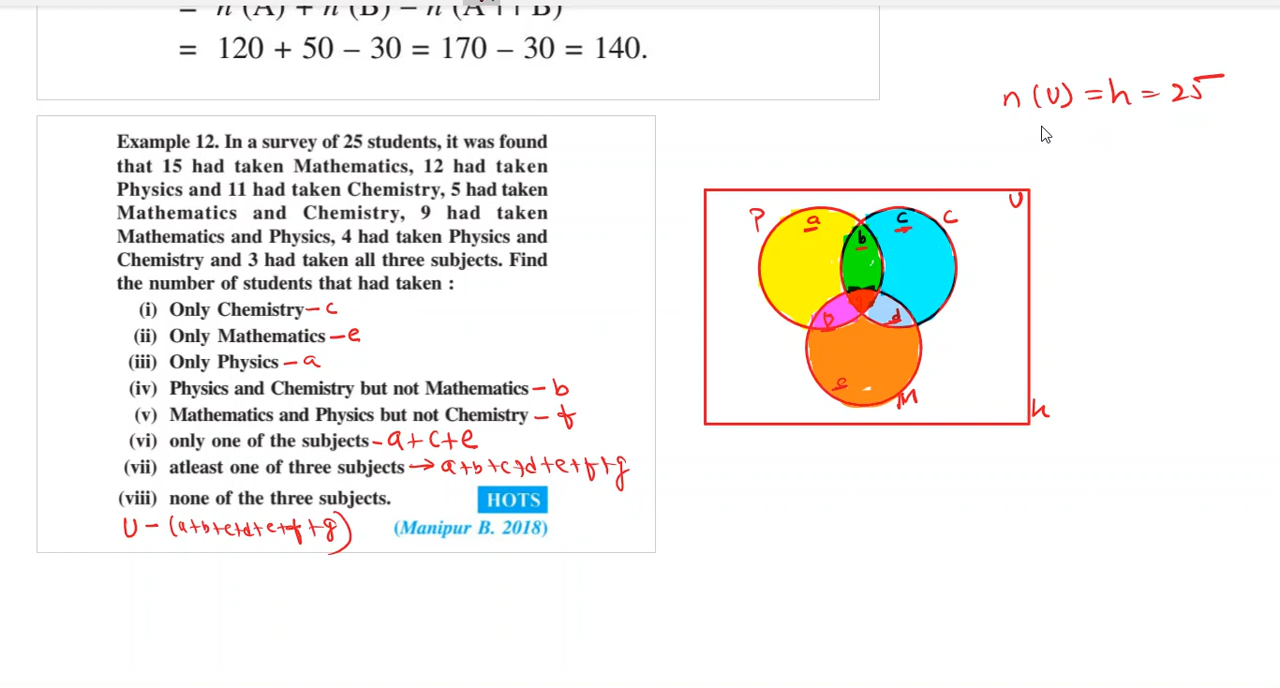 = n (A) + n (B) – n (A ∩ B)
= 120 + 50 – 30 = 170 – 30 = 140.
n (U) = h = 25
Example 12. In a survey of 25 students, it was found
that 15 had taken Mathematics, 12 had taken
Physics and 11 had taken Chemistry, 5 had taken
Mathematics and Chemistry, 9 had taken
Mathematics and Physics, 4 had taken Physics and
Chemistry and 3 had taken all three subjects. Find
the number of students that had taken :
(i) Only Chemistry – c
(ii) Only Mathematics – e
(iii) Only Physics – a
(iv) Physics and Chemistry but not Mathematics – b
(v) Mathematics and Physics but not Chemistry – f
(vi) only one of the subjects – a + c + e
(vii) atleast one of three subjects → a+b+c+d+e+f+g
(viii) none of the three subjects.
HOTS
U – (a+b+c+d+e+f+g)
(Manipur B. 2018)
U
P a c C
b
d
e
M
h